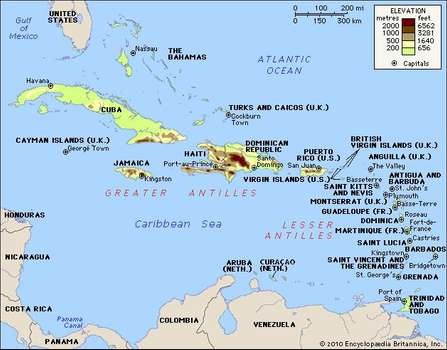 UNITED
STATES
Gulf
of
Mexico
Nassau
THE
BAHAMAS
ATLANTIC
OCEAN
0 100 200 mi
0 150 300 km
ELEVATION
metres feet
2000 6562
1000 3281
500 1640
200 656
Capitals
Havana
CUBA
TURKS AND CAICOS (U.K.)
Cockburn
Town
CAYMAN ISLANDS (U.K.)
George Town
JAMAICA
Kingston
HAITI
Port-au-Prince
DOMINICAN
REPUBLIC
Santo
Domingo
PUERTO
RICO (U.S.)
San Juan
BRITISH
VIRGIN ISLANDS (U.K.)
VIRGIN ISLANDS (U.S.)
ANGUILLA (U.K.)
The Valley
ANTIGUA AND
BARBUDA
St. John's
Basseterre
SAINT KITTS
AND NEVIS
Plymouth
MONTSERRAT (U.K.)
Basse-Terre
GUADELOUPE (FR.)
Roseau
DOMINICA
Fort-de-
France
MARTINIQUE (FR.)
Castries
SAINT LUCIA
BARBADOS
Kingstown
SAINT VINCENT AND
THE GRENADINES
Bridgetown
St. George's
GRENADA
Port of
Spain
TRINIDAD
AND
TOBAGO
GREATER ANTILLES
LESSER
ANTILLES
Caribbean Sea
ARUBA
(NETH.)
CURAÇAO
(NETH.)
HONDURAS
NICARAGUA
COSTA RICA
Panama
Canal
PANAMA
COLOMBIA
VENEZUELA
© 2010 Encyclopædia Britannica, Inc.